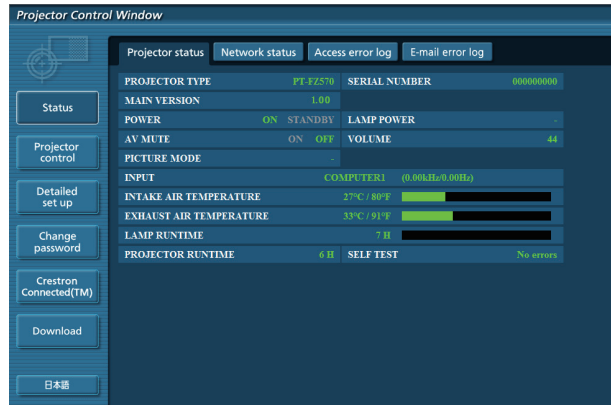 Projector Control Window
Projector status Network status Access error log E-mail error log
PROJECTOR TYPE PT-FZ570 SERIAL NUMBER 000000000
MAIN VERSION 1.00
Status
POWER ON STANDBY LAMP POWER -
AV MUTE ON OFF VOLUME 44
Projector
control
PICTURE MODE -
INPUT COMPUTER1 (0.00kHz/0.00Hz)
Detailed
set up
INTAKE AIR TEMPERATURE 27°C / 80°F
EXHAUST AIR TEMPERATURE 33°C / 91°F
Change
password
LAMP RUNTIME 7 H
PROJECTOR RUNTIME 6 H SELF TEST No errors
Crestron
Connected(TM)
Download
日本語